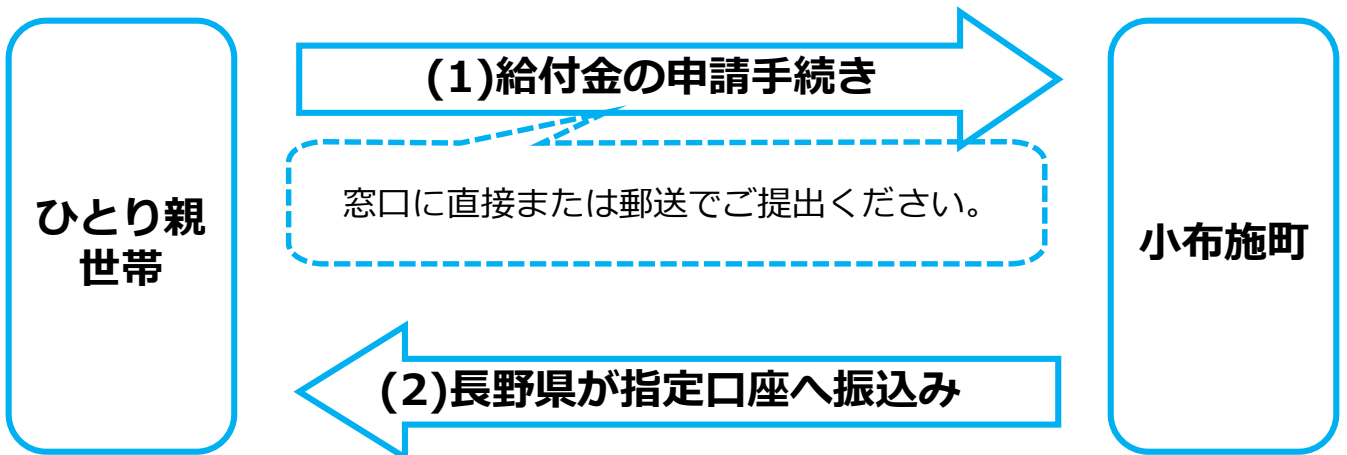 (1)給付金の申請手続き
窓口に直接または郵送でご提出ください。
ひとり親
世帯
小布施町
(2)長野県が指定口座へ振込み